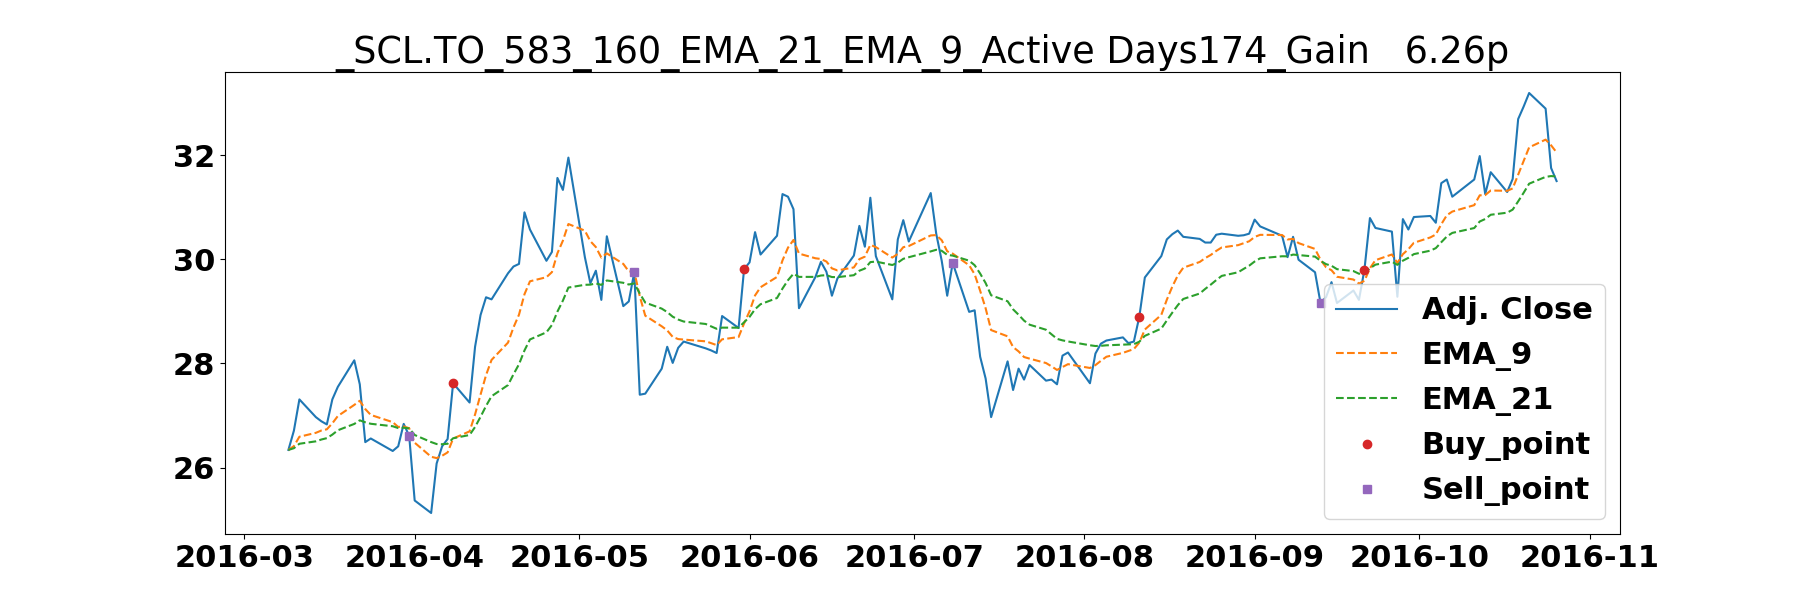 _SCL.TO_583_160_EMA_21_EMA_9_Active Days174_Gain   6.26p
32
30
28
26
Adj. Close
EMA_9
EMA_21
Buy_point
Sell_point
2016-03 2016-04 2016-05 2016-06 2016-07 2016-08 2016-09 2016-10 2016-11